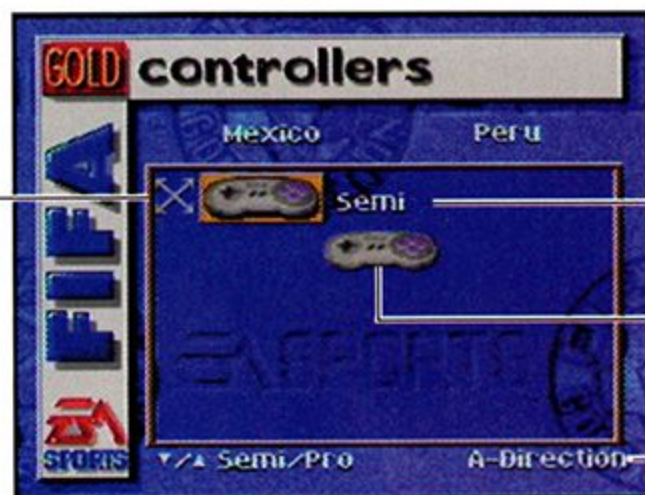 GOLD controllers
Mexico Peru
Semi
EA SPORTS
FIFA
EA
SPORTS
▼/▲ Semi/Pro A-Direction